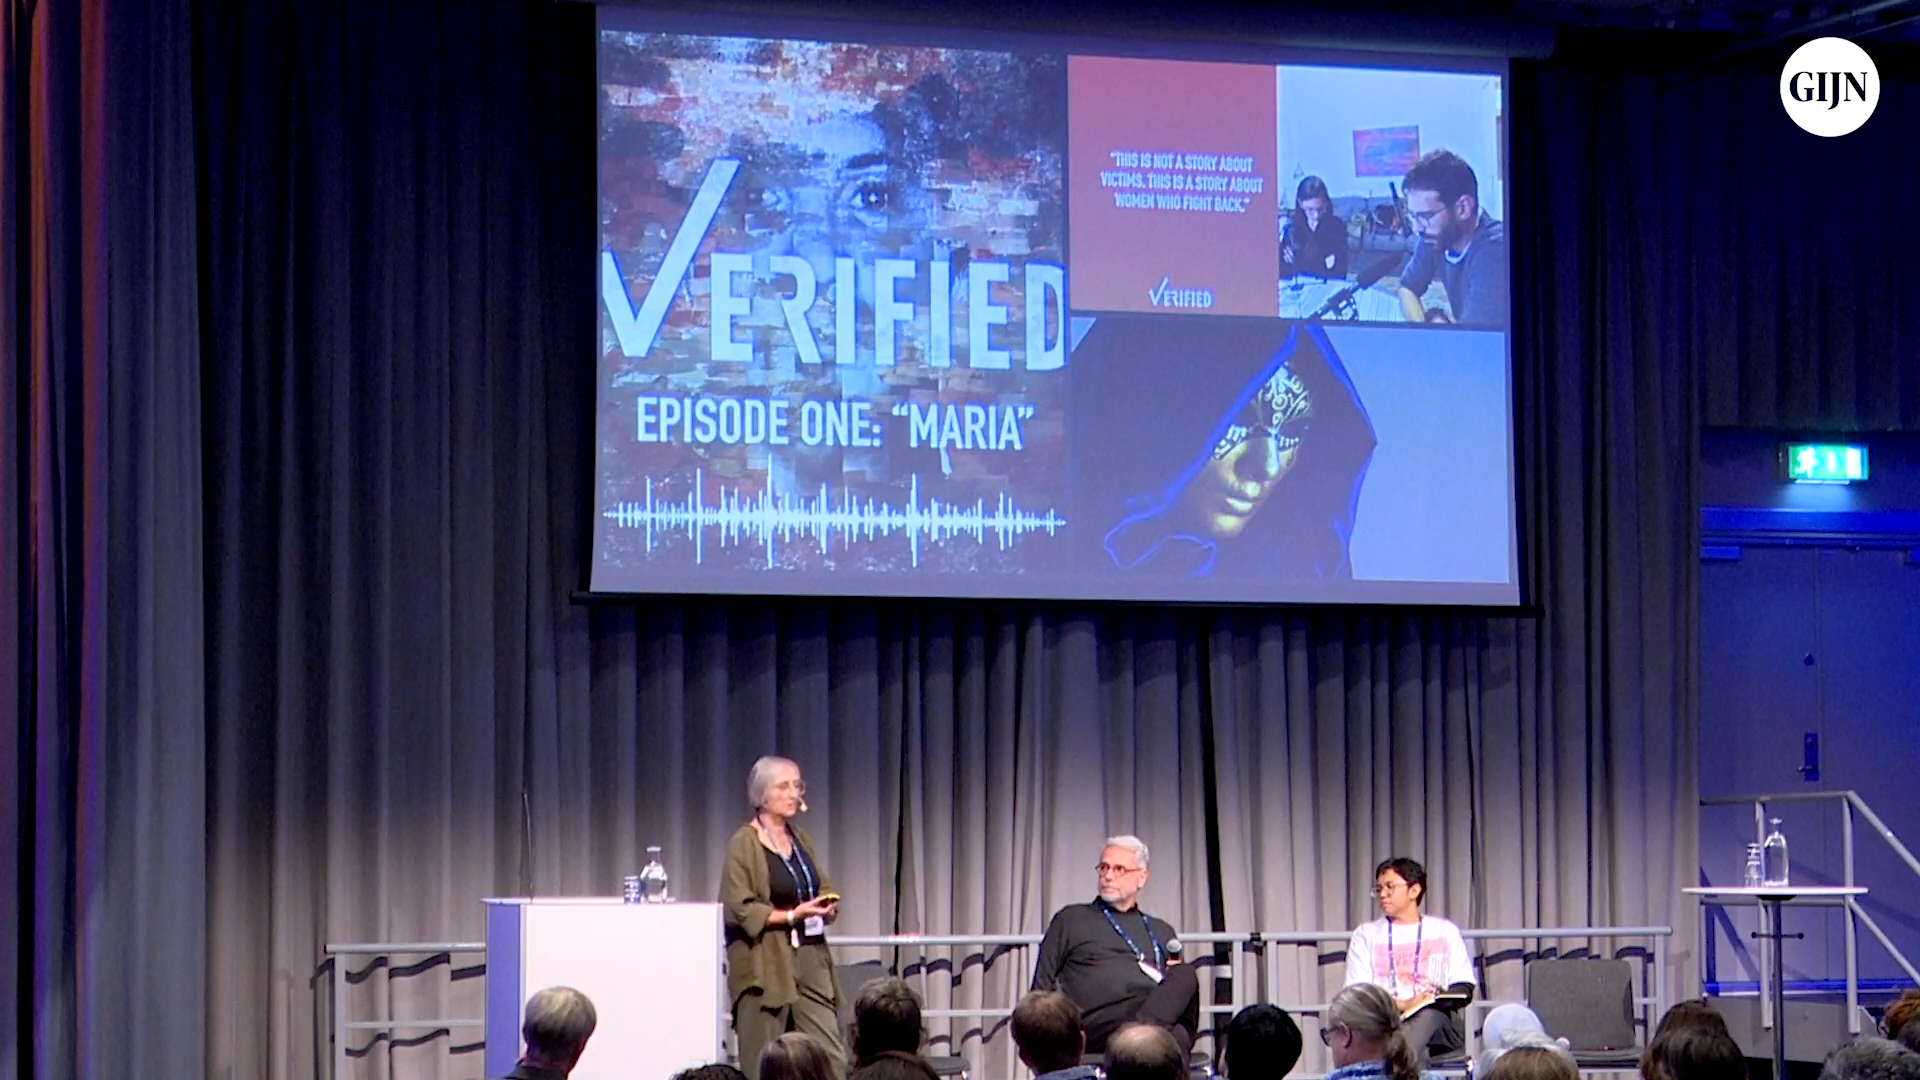 VERIFIED
EPISODE ONE: “MARIA”
“THIS IS NOT A STORY ABOUT
VICTIMS. THIS IS A STORY ABOUT
WOMEN WHO FIGHT BACK.”
VERIFIED
GIJN